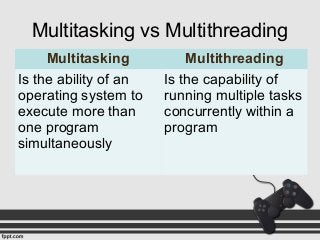 Multitasking vs Multithreading
Multitasking
Multithreading
Is the ability of an
operating system to
execute more than
one program
simultaneously
Is the capability of
running multiple tasks
concurrently within a
program
fppt.com